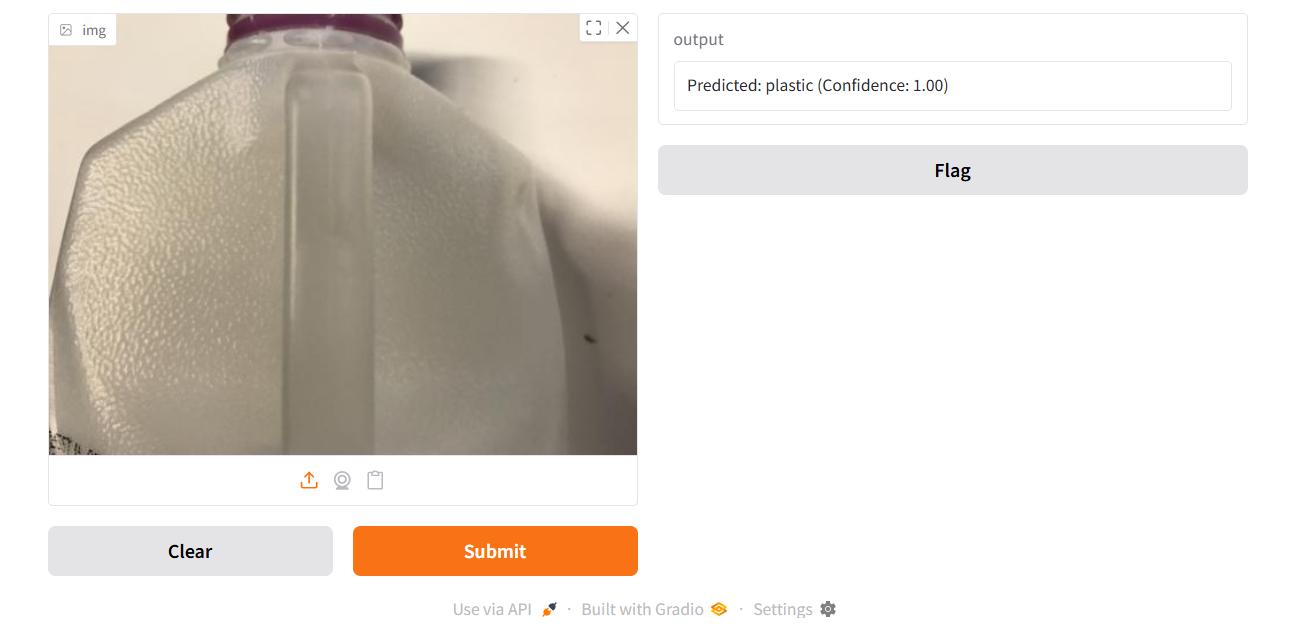 img
output
Predicted: plastic (Confidence: 1.00)
Flag
Clear
Submit
Use via API · Built with Gradio · Settings